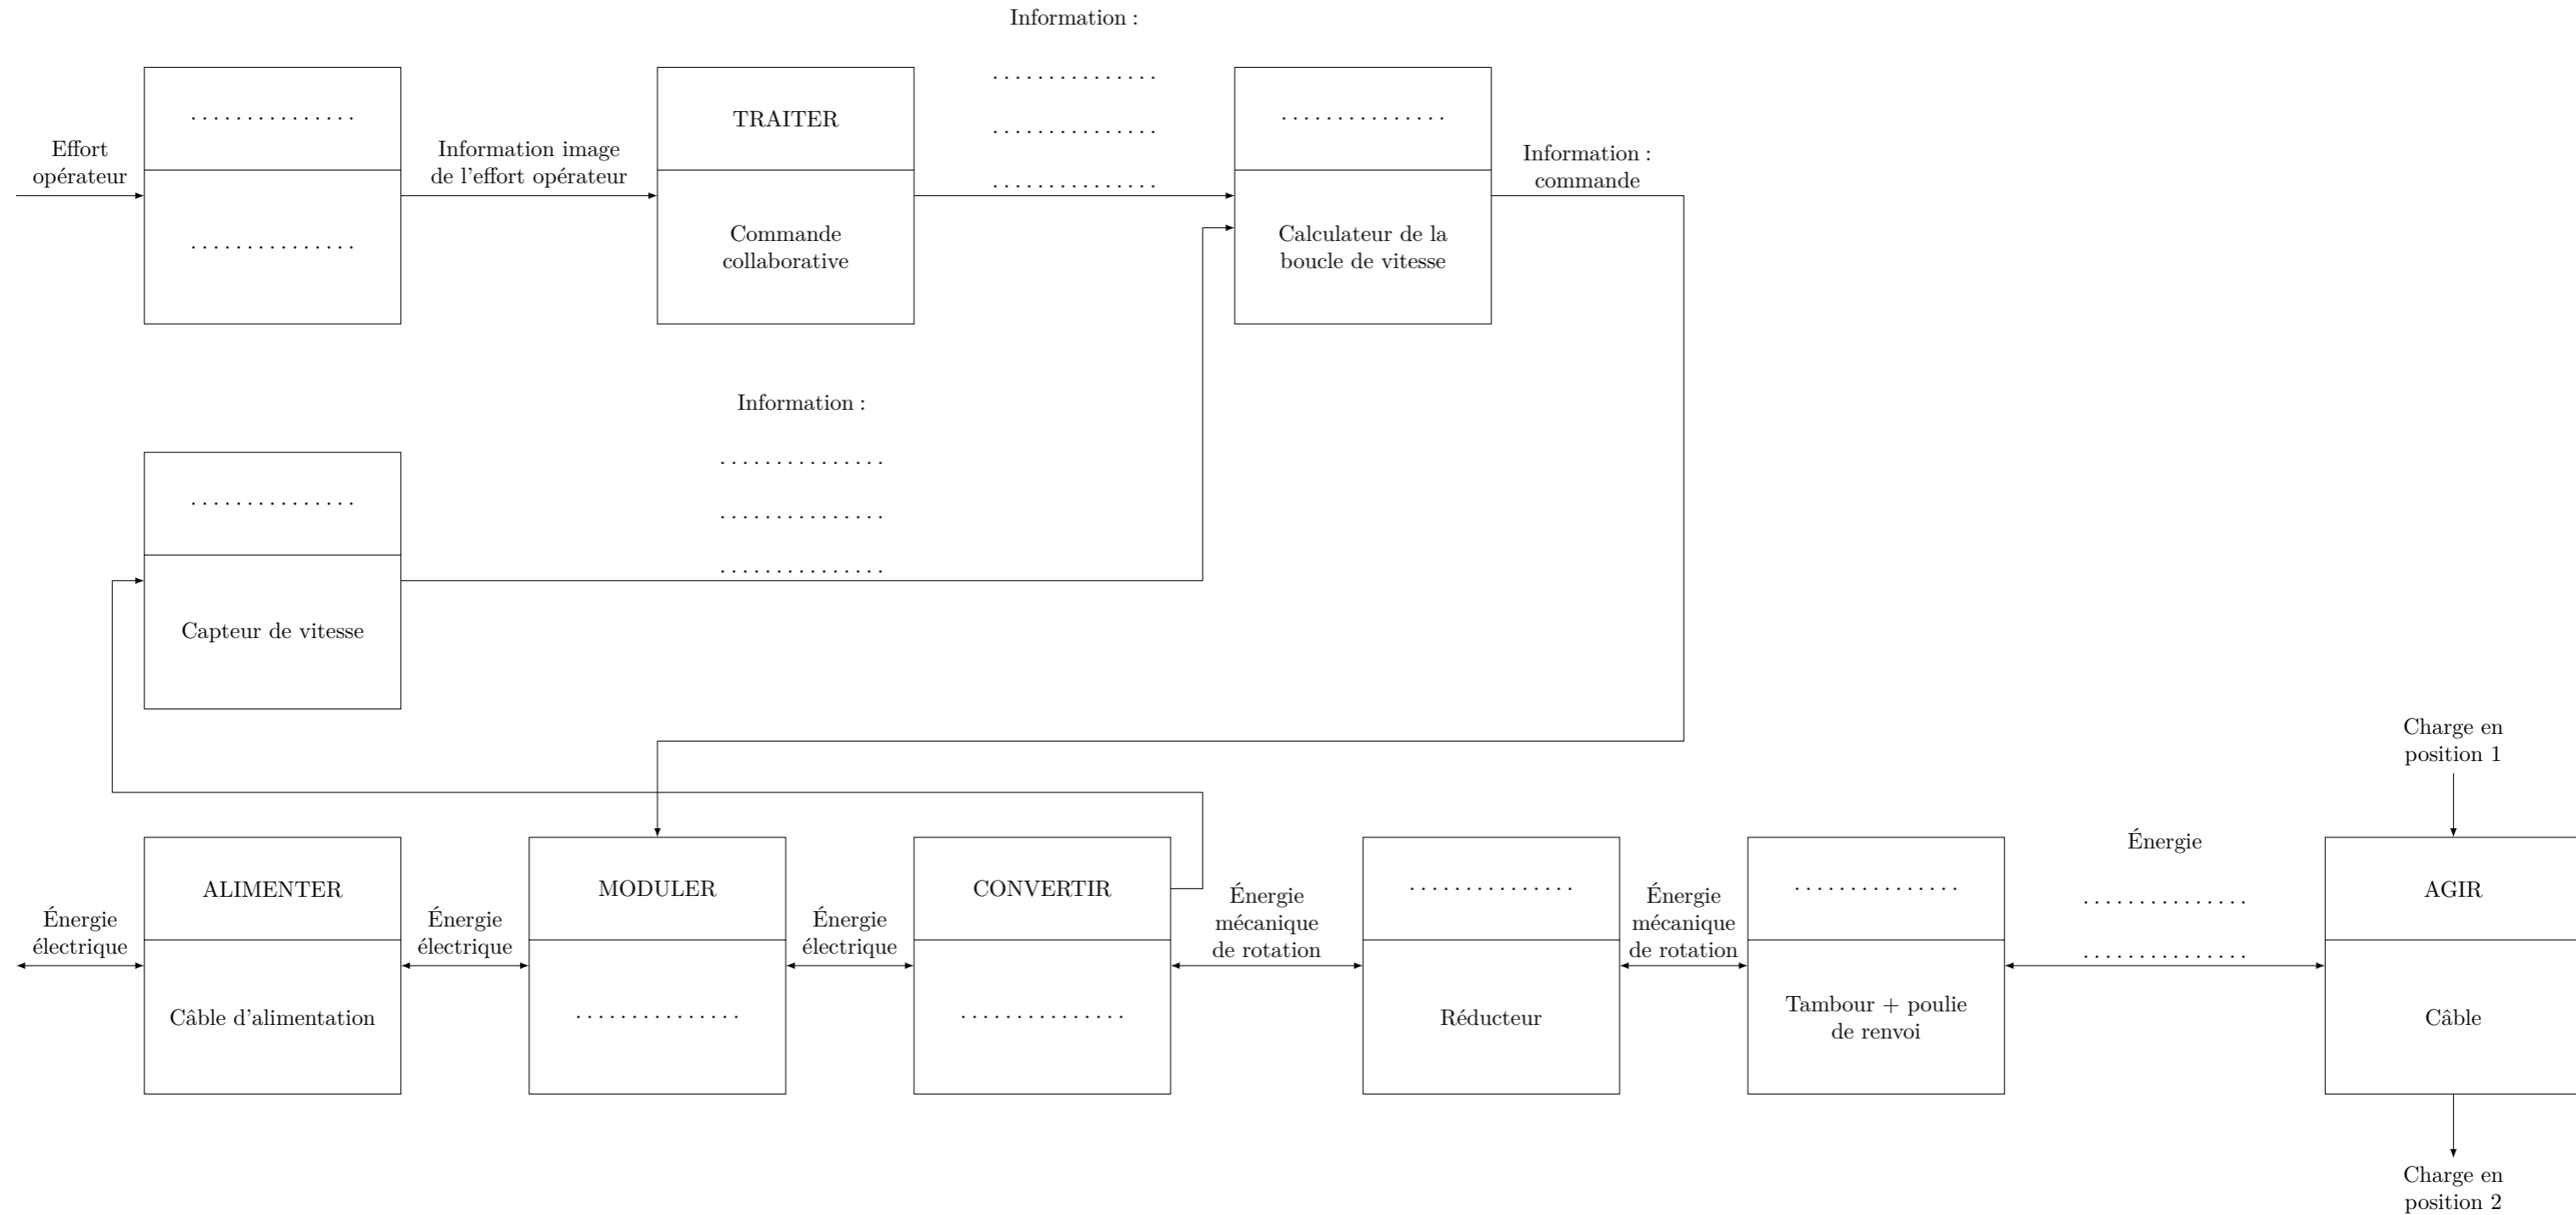 Information :
...............
...............
...............
...............
TRAITER
...............
Effort
opérateur
Information image
de l'effort opérateur
Information :
commande
...............
Commande
collaborative
Calculateur de la
boucle de vitesse
Information :
...............
...............
...............
...............
Capteur de vitesse
Charge en
position 1
Énergie
...............
...............
ALIMENTER
MODULER
CONVERTIR
...............
...............
AGIR
Énergie
électrique
Énergie
électrique
Énergie
électrique
Énergie
mécanique
de rotation
Énergie
mécanique
de rotation
Câble d'alimentation
...............
...............
Réducteur
Tambour + poulie
de renvoi
Câble
Charge en
position 2